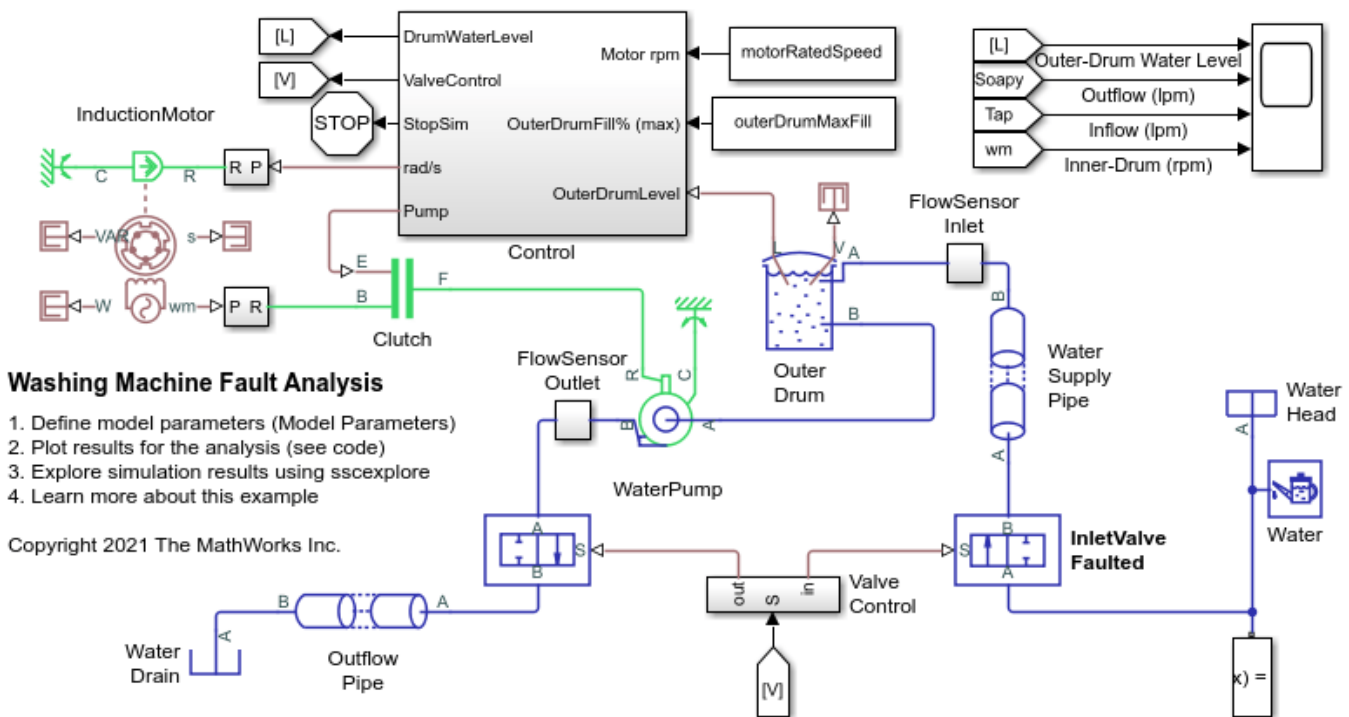 [L]
DrumWaterLevel
Motor rpm
motorRatedSpeed
[L]
Outer-Drum Water Level
[V]
ValveControl
Soapy
Outflow (lpm)
InductionMotor
STOP
StopSim
OuterDrumFill% (max)
outerDrumMaxFill
Tap
Inflow (lpm)
wm
Inner-Drum (rpm)
C
R
R P
rad/s
OuterDrumLevel
Pump
Control
FlowSensor
Inlet
VAR
s
L
V
A
E
F
B
W
wm
P R
B
Clutch
B
Outer
Drum
Water
Supply
Pipe
FlowSensor
Outlet
R
C
B
A
A
Water
Head
A
Washing Machine Fault Analysis
1. Define model parameters (Model Parameters)
2. Plot results for the analysis (see code)
3. Explore simulation results using sscexplore
4. Learn more about this example
WaterPump
Copyright 2021 The MathWorks Inc.
A
S
B
S
B
A
InletValve
Faulted
Water
out
S
in
Valve
Control
B
A
A
Water
Drain
Outflow
Pipe
[V]
x) =